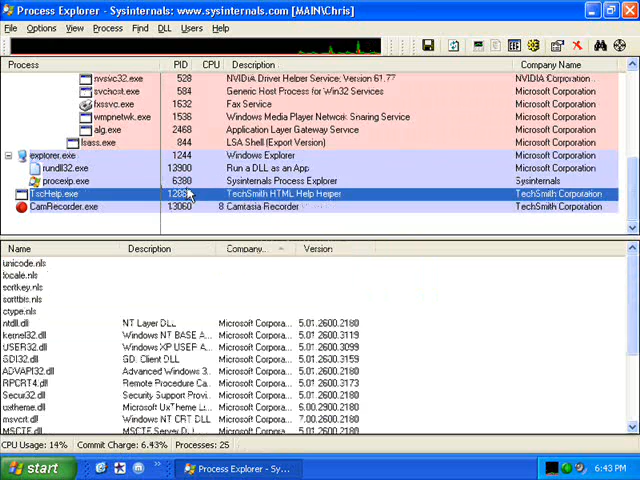 Process Explorer - Sysinternals: www.sysinternals.com [MAIN\Chris]
File Options View Process Find DLL Users Help
Process PID CPU Description Company Name
nvsvc32.exe 528 NVIDIA Driver Helper Service, Version 61.77 NVIDIA Corporation
svchost.exe 584 Generic Host Process for Win32 Services Microsoft Corporation
fxssvc.exe 1632 Fax Service Microsoft Corporation
wmpnetwk.exe 1536 Windows Media Player Network Sharing Service Microsoft Corporation
alg.exe 2468 Application Layer Gateway Service Microsoft Corporation
lsass.exe 844 LSA Shell (Export Version) Microsoft Corporation
explorer.exe 1244 Windows Explorer Microsoft Corporation
rundll32.exe 13900 Run a DLL as an App Microsoft Corporation
procexp.exe 6380 Sysinternals Process Explorer Sysinternals
TscHelp.exe TechSmith HTML Help Helper TechSmith Corporation
CamRecorder.exe 13060 8 Camtasia Recorder TechSmith Corporation
Name Description Company... Version
unicode.nls
locale.nls
sortkey.nls
sorttbls.nls
ctype.nls
ntdll.dll NT Layer DLL Microsoft Corpora... 5.01.2600.2180
kernel32.dll Windows NT BASE A... Microsoft Corpora... 5.01.2600.3119
USER32.dll Windows XP USER A... Microsoft Corpora... 5.01.2600.3099
GDI32.dll GDI Client DLL Microsoft Corpora... 5.01.2600.3159
ADVAPI32.dll Advanced Windows 3... Microsoft Corpora... 5.01.2600.2180
RPCRT4.dll Remote Procedure Ca... Microsoft Corpora... 5.01.2600.3173
Secur32.dll Security Support Provi... Microsoft Corpora... 5.01.2600.2180
uxtheme.dll Microsoft UxTheme Li... Microsoft Corpora... 6.00.2900.2180
msvcrt.dll Windows NT CRT DLL Microsoft Corpora... 7.00.2600.2180
MSCTF.dll MSCTF Server DLL Microsoft Corpora... 5.01.2600.2180
CPU Usage: 14% Commit Charge: 6.43% Processes: 25
start Process Explorer - Sy... 6:43 PM